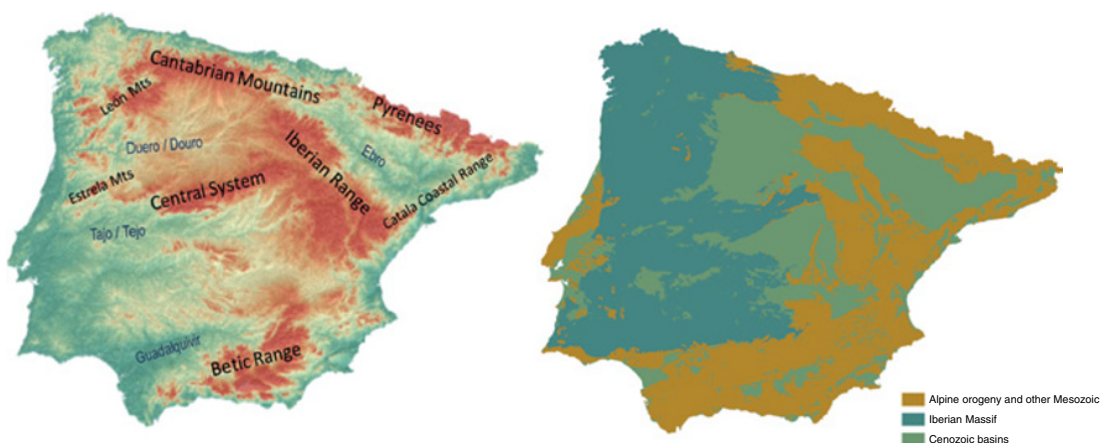 Cantabrian Mountains
León Mts
Pyrenees
Duero / Douro
Iberian Range
Ebro
Estrela Mts
Central System
Catala Coastal Range
Tajo / Tejo
Guadalquivir
Betic Range
Alpine orogeny and other Mesozoic
Iberian Massif
Cenozoic basins